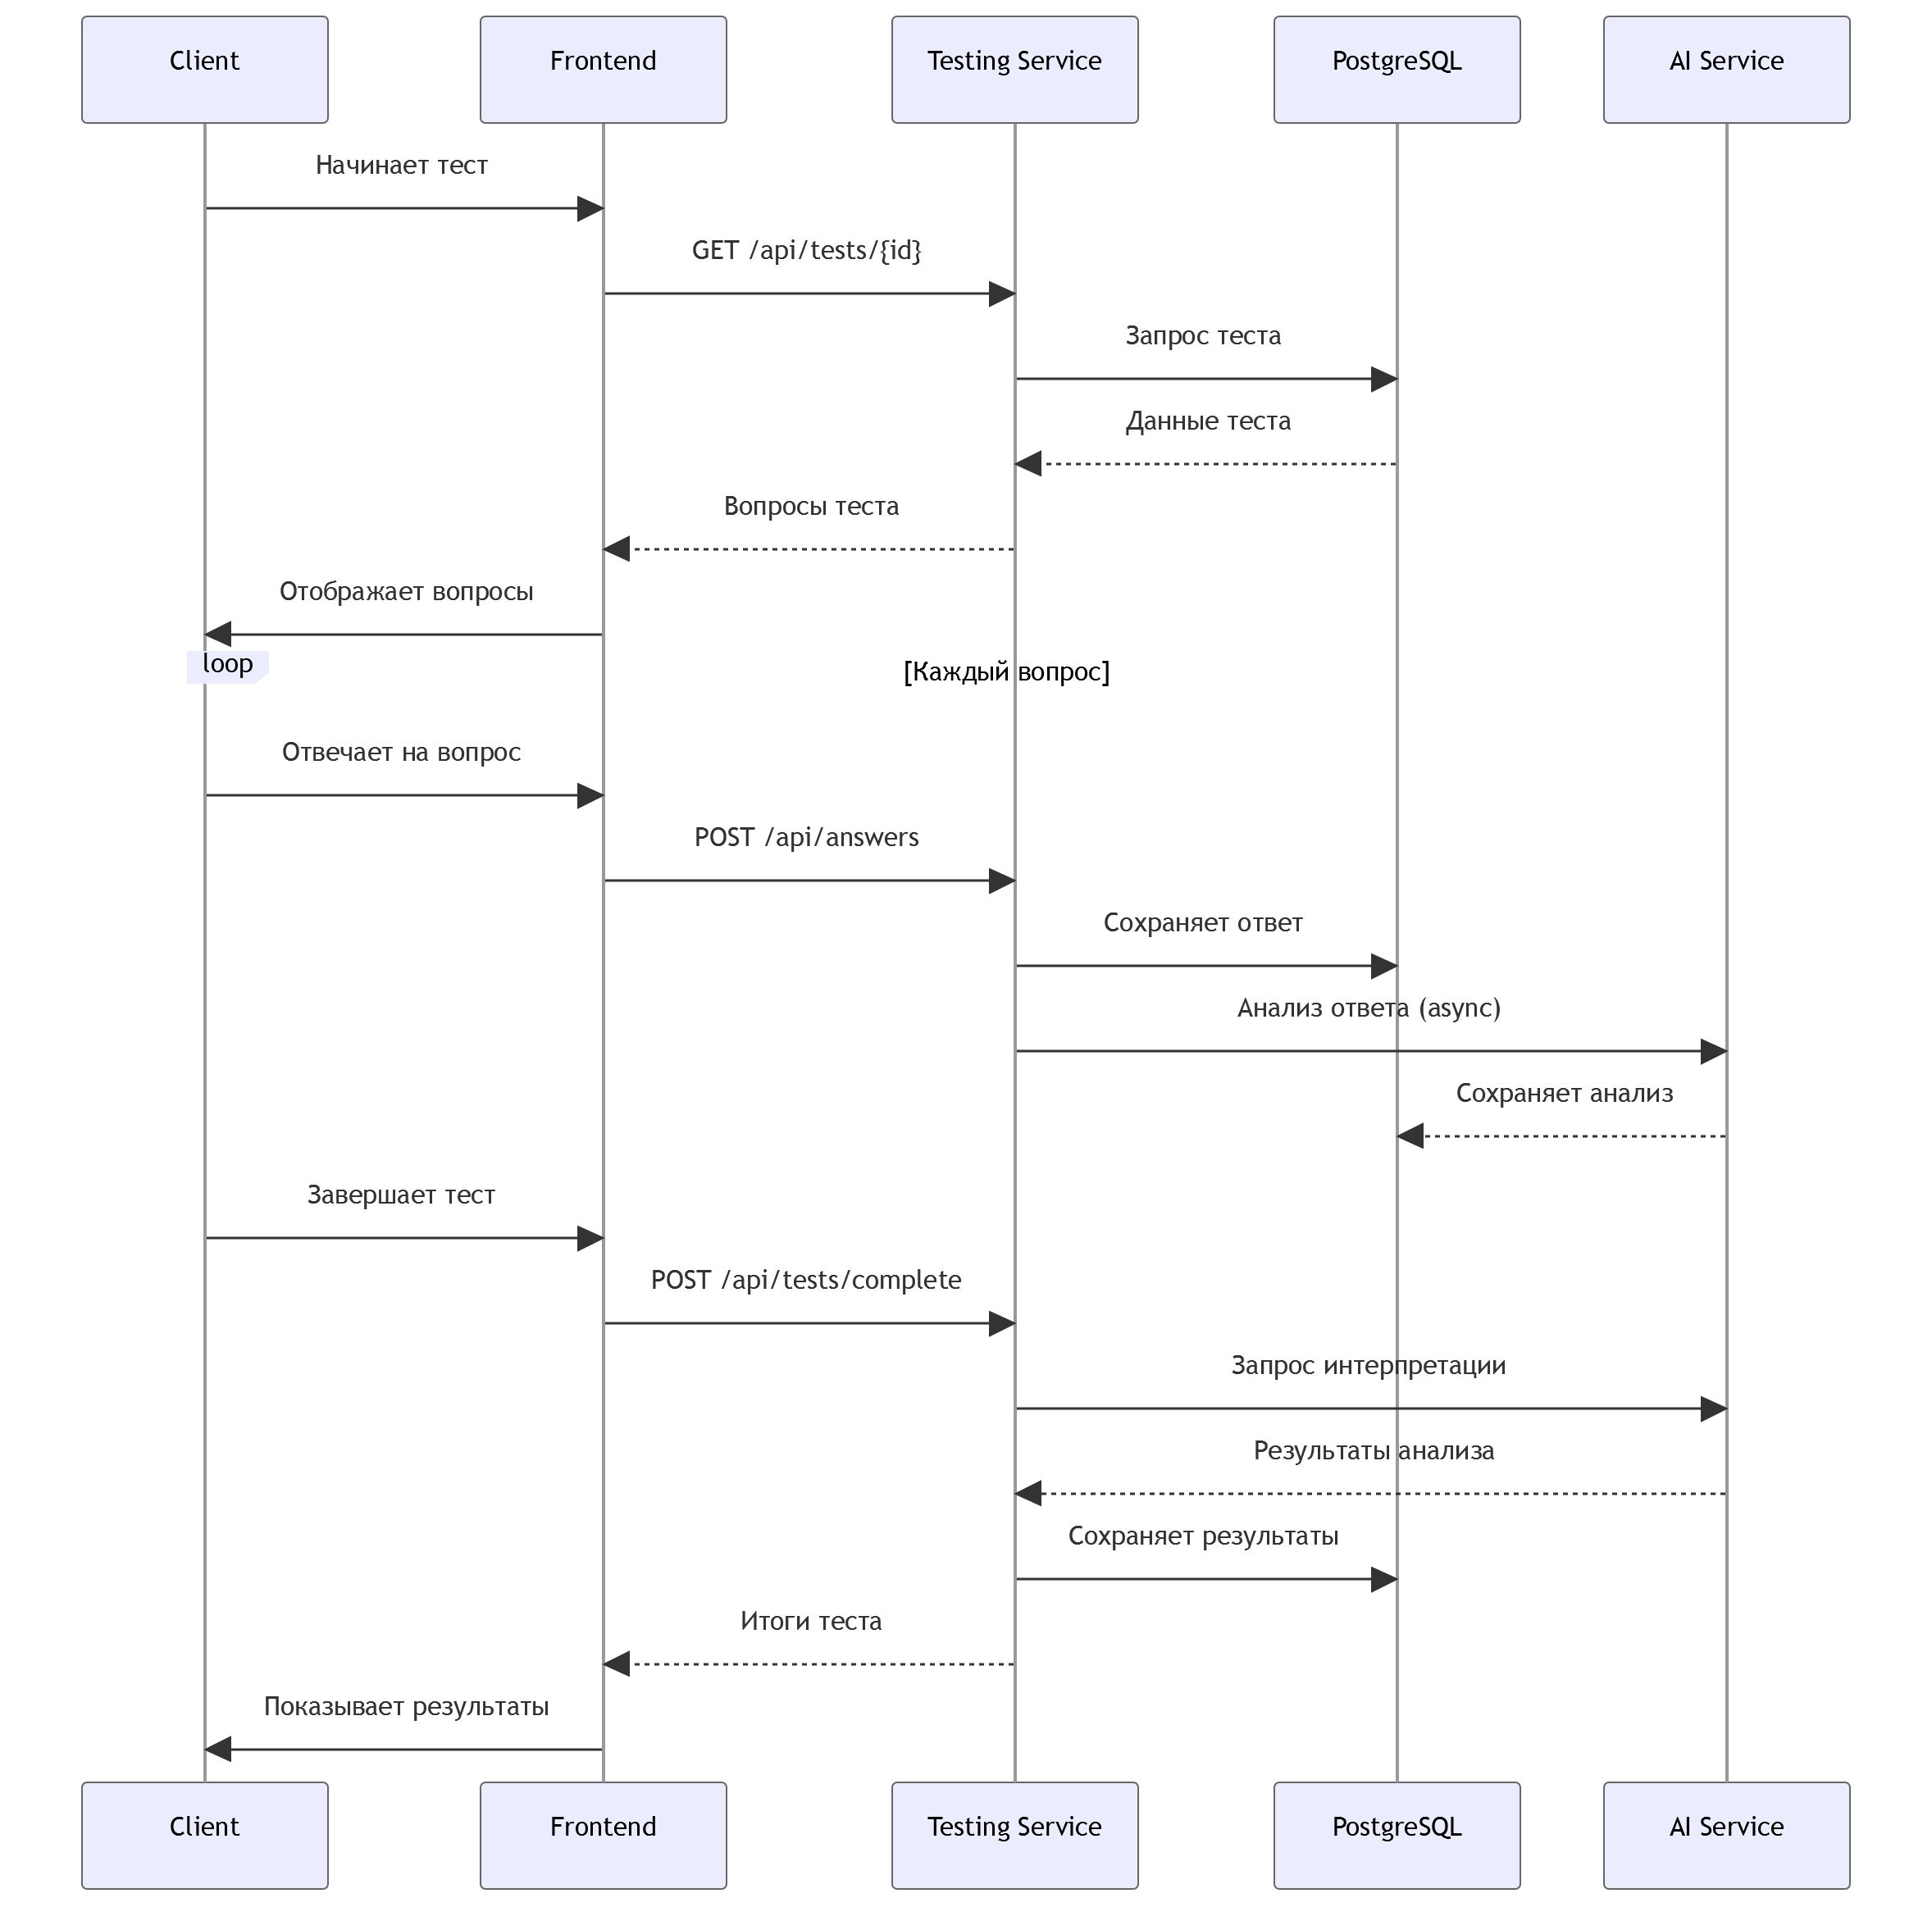 Client
Frontend
Testing Service
PostgreSQL
AI Service
Начинает тест
GET /api/tests/{id}
Запрос теста
Данные теста
Вопросы теста
Отображает вопросы
loop
[Каждый вопрос]
Отвечает на вопрос
POST /api/answers
Сохраняет ответ
Анализ ответа (async)
Сохраняет анализ
Завершает тест
POST /api/tests/complete
Запрос интерпретации
Результаты анализа
Сохраняет результаты
Итоги теста
Показывает результаты
Client
Frontend
Testing Service
PostgreSQL
AI Service